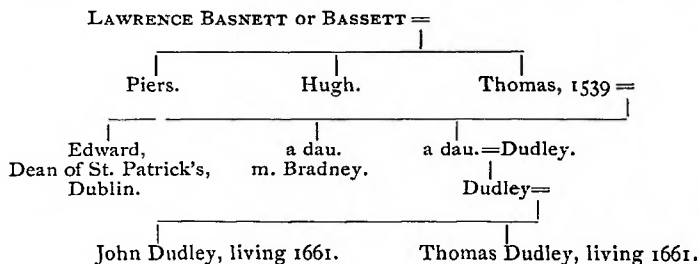 LAWRENCE BASNETT or BASSETT =
Piers. Hugh. Thomas, 1539 =
Edward, a dau. a dau.=Dudley.
Dean of St. Patrick's, m. Bradney.
Dublin. Dudley=
John Dudley, living 1661. Thomas Dudley, living 1661.